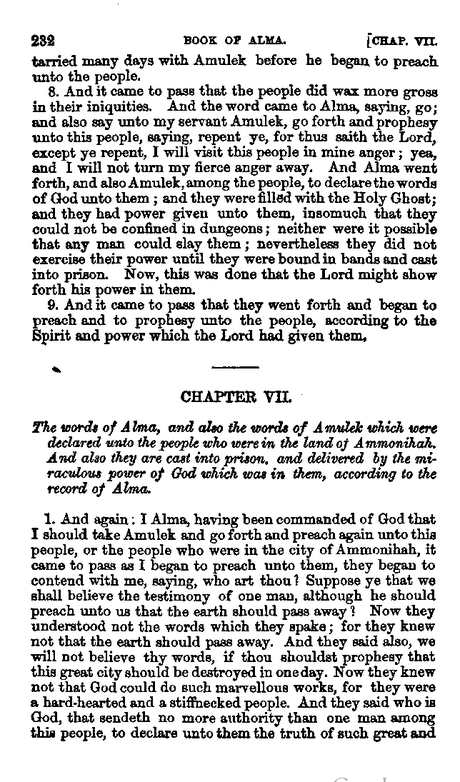 232 BOOK OF ALMA. [CHAP. VII.
tarried many days with Amulek before he began to preach
unto the people.
8. And it came to pass that the people did wax more gross
in their iniquities. And the word came to Alma, saying, go;
and also say unto my servant Amulek, go forth and prophesy
unto this people, saying, repent ye, for thus saith the Lord,
except ye repent, I will visit this people in mine anger; yea,
and I will not turn my fierce anger away. And Alma went
forth, and also Amulek, among the people, to declare the words
of God unto them; and they were filled with the Holy Ghost;
and they had power given unto them, insomuch that they
could not be confined in dungeons; neither were it possible
that any man could slay them; nevertheless they did not
exercise their power until they were bound in bands and cast
into prison. Now, this was done that the Lord might show
forth his power in them.
9. And it came to pass that they went forth and began to
preach and to prophesy unto the people, according to the
Spirit and power which the Lord had given them.
CHAPTER VII.
The words of Alma, and also the words of Amulek which were
declared unto the people who were in the land of Ammonihah.
And also they are cast into prison, and delivered by the mi-
raculous power of God which was in them, according to the
record of Alma.
1. And again: I Alma, having been commanded of God that
I should take Amulek and go forth and preach again unto this
people, or the people who were in the city of Ammonihah, it
came to pass as I began to preach unto them, they began to
contend with me, saying, who art thou? Suppose ye that we
shall believe the testimony of one man, although he should
preach unto us that the earth should pass away? Now they
understood not the words which they spake; for they knew
not that the earth should pass away. And they said also, we
will not believe thy words, if thou shouldst prophesy that
this great city should be destroyed in one day. Now they knew
not that God could do such marvellous works, for they were
a hard-hearted and a stiffnecked people. And they said who is
God, that sendeth no more authority than one man among
this people, to declare unto them the truth of such great and